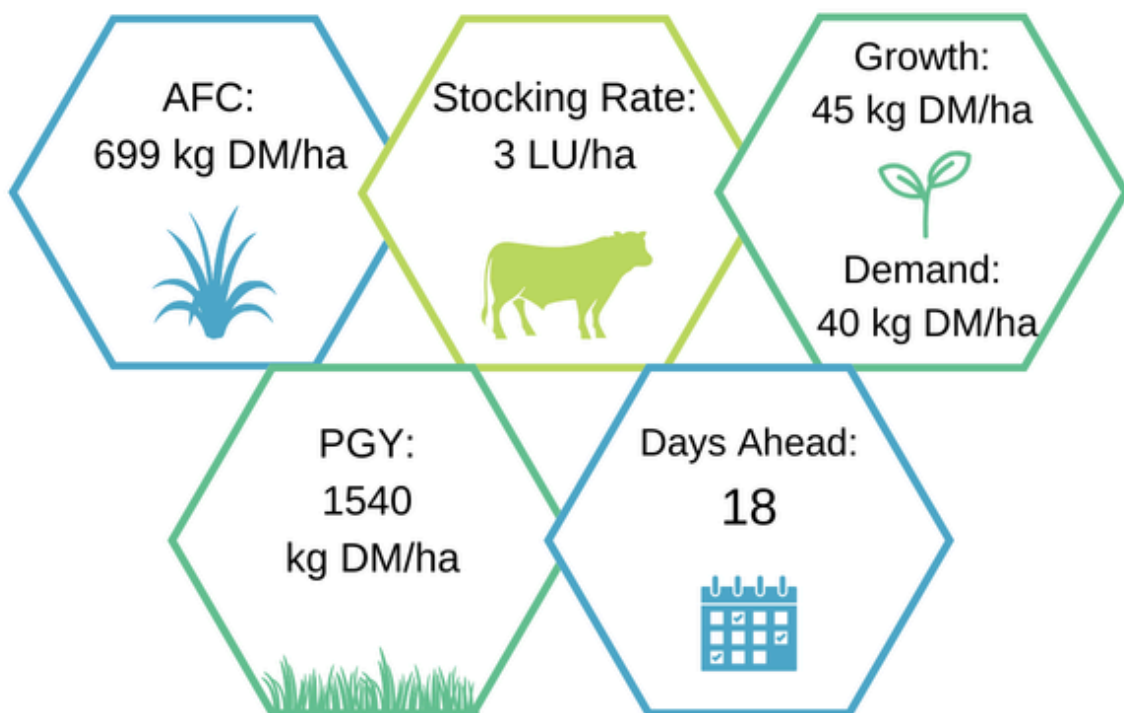 AFC:
699 kg DM/ha
Stocking Rate:
3 LU/ha
Growth:
45 kg DM/ha
Demand:
40 kg DM/ha
PGY:
1540
kg DM/ha
Days Ahead:
18